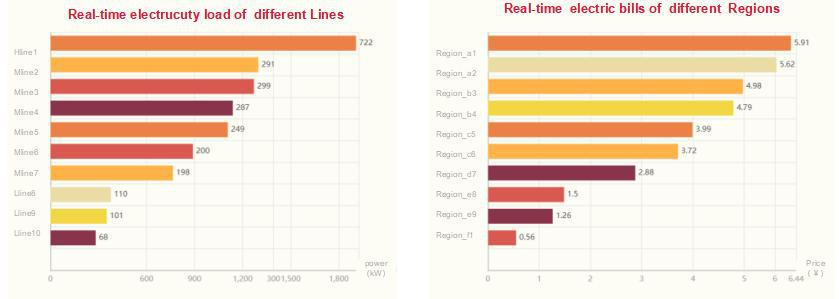 Real-time electrucuty load of different Lines
Hline1
722
Mline2
291
Mline3
299
Mline4
287
Mline5
249
Mline6
200
Mline7
198
Lline8
110
Lline9
101
Lline10
68
power
(kW)
0 600 900 1,200 3001,500 1,800
Real-time electric bills of different Regions
Region_a1
5.91
Region_a2
5.62
Region_b3
4.98
Region_b4
4.79
Region_c5
3.99
Region_c6
3.72
Region_d7
2.88
Region_e8
1.5
Region_e9
1.26
Region_f1
0.56
Price
(¥)
0 1 2 3 4 5 6 6.44